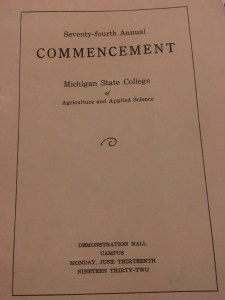 Seventy-fourth Annual
COMMENCEMENT
Michigan State College
of
Agriculture and Applied Science
DEMONSTRATION HALL
CAMPUS
MONDAY, JUNE THIRTEENTH
NINETEEN THIRTY-TWO